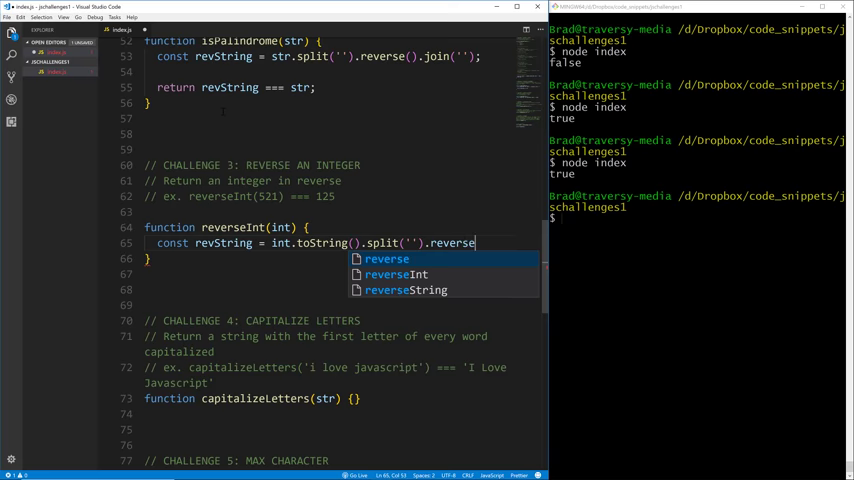 index.js - Visual Studio Code
File Edit Selection View Go Debug Tasks Help
EXPLORER
OPEN EDITORS 1 UNSAVED
index.js
JSCHALLENGES1
index.js
index.js
52 function isPalindrome(str) {
53 const revString = str.split('').reverse().join('');
54
55 return revString === str;
56 }
57
58
59
60 // CHALLENGE 3: REVERSE AN INTEGER
61 // Return an integer in reverse
62 // ex. reverseInt(521) === 125
63
64 function reverseInt(int) {
65 const revString = int.toString().split('').reverse
66 }
reverse
reverseInt
reverseString
67
68
69
70 // CHALLENGE 4: CAPITALIZE LETTERS
71 // Return a string with the first letter of every word
capitalized
72 // ex. capitalizeLetters('i love javascript') === 'I Love
Javascript'
73 function capitalizeLetters(str) {}
74
75
76
77 // CHALLENGE 5: MAX CHARACTER
1 0
Go Live Ln 65, Col 53 Spaces: 2 UTF-8 CRLF JavaScript Prettier
MINGW64:/d/Dropbox/code_snippets/jschallenges1
Brad@traversy-media /d/Dropbox/code_snippets/j
schallenges1
$ node index
false
Brad@traversy-media /d/Dropbox/code_snippets/j
schallenges1
$ node index
true
Brad@traversy-media /d/Dropbox/code_snippets/j
schallenges1
$ node index
true
Brad@traversy-media /d/Dropbox/code_snippets/j
schallenges1
$